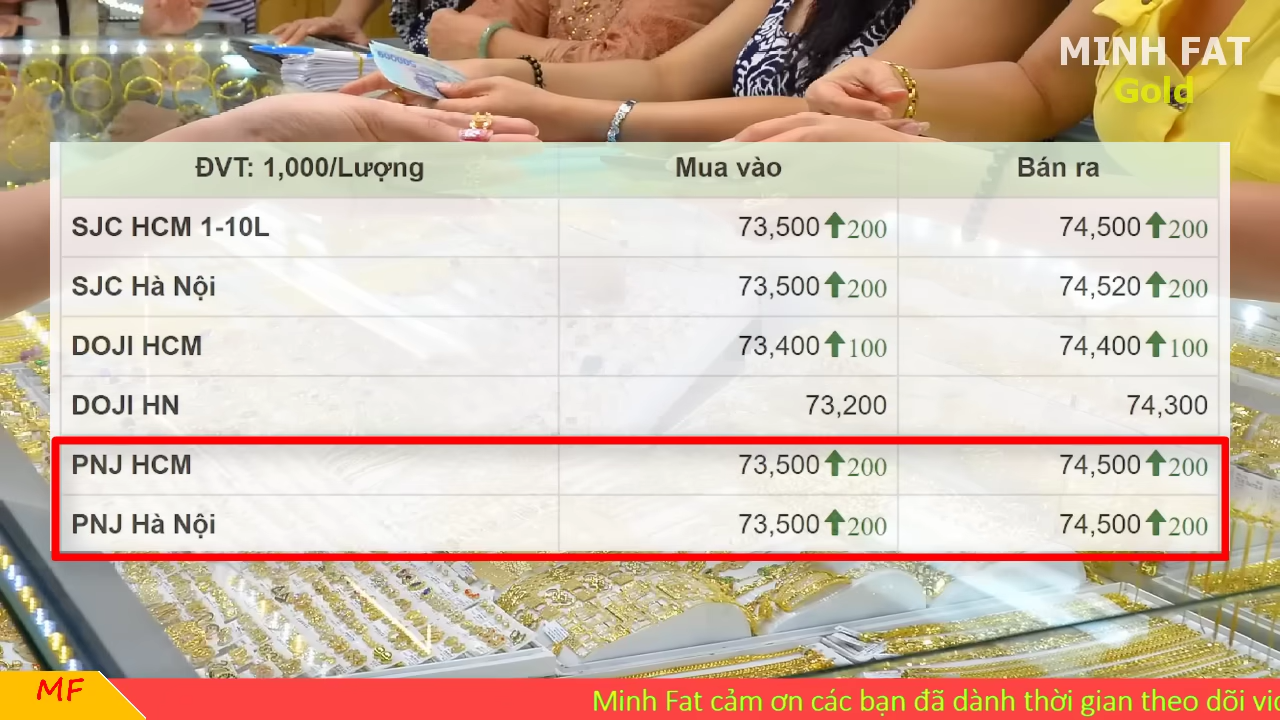 MINH FAT
Gold
ĐVT: 1,000/Lượng Mua vào Bán ra
SJC HCM 1-10L 73,500 200 74,500 200
SJC Hà Nội 73,500 200 74,520 200
DOJI HCM 73,400 100 74,400 100
DOJI HN 73,200 74,300
PNJ HCM 73,500 200 74,500 200
PNJ Hà Nội 73,500 200 74,500 200
MF
Minh Fat cảm ơn các bạn đã dành thời gian theo dõi